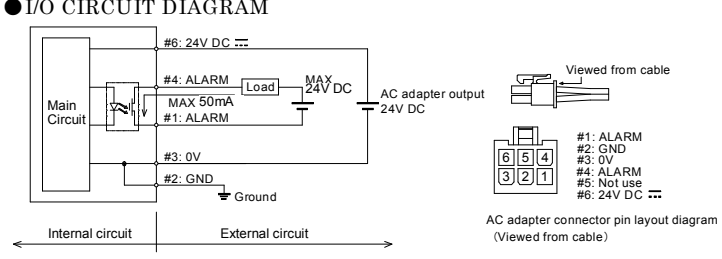 ●I/O CIRCUIT DIAGRAM
#6: 24V DC
#4: ALARM
Load
MAX
24V DC
MAX 50mA
#1: ALARM
Main
Circuit
AC adapter output
24V DC
#3: 0V
#2: GND
Ground
Internal circuit
External circuit
Viewed from cable
6 5 4
3 2 1
#1: ALARM
#2: GND
#3: 0V
#4: ALARM
#5: Not use
#6: 24V DC
AC adapter connector pin layout diagram
(Viewed from cable)